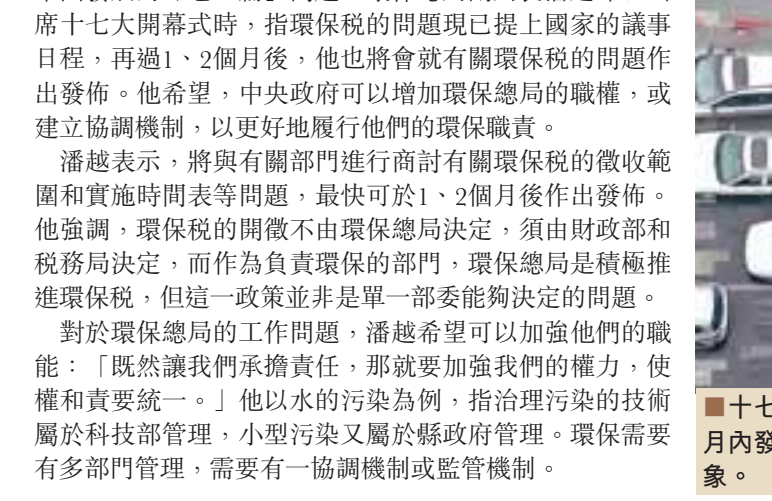 席十七大開幕式時，指環保稅的問題現已提上國家的議事
日程，再過1、2個月後，他也將會就有關環保稅的問題作
出發佈。他希望，中央政府可以增加環保總局的職權，或
建立協調機制，以更好地履行他們的環保職責。
潘越表示，將與有關部門進行商討有關環保稅的徵收範
圍和實施時間表等問題，最快可於1、2個月後作出發佈。
他強調，環保稅的開徵不由環保總局決定，須由財政部和
稅務局決定，而作為負責環保的部門，環保總局是積極推
進環保稅，但這一政策並非是單一部委能夠決定的問題。
對於環保總局的工作問題，潘越希望可以加強他們的職
能：「既然讓我們承擔責任，那就要加強我們的權力，使
權和責要統一。」他以水的污染為例，指治理污染的技術
屬於科技部管理，小型污染又屬於縣政府管理。環保需要
有多部門管理，需要有一協調機制或監管機制。
■十七
月內發
象。